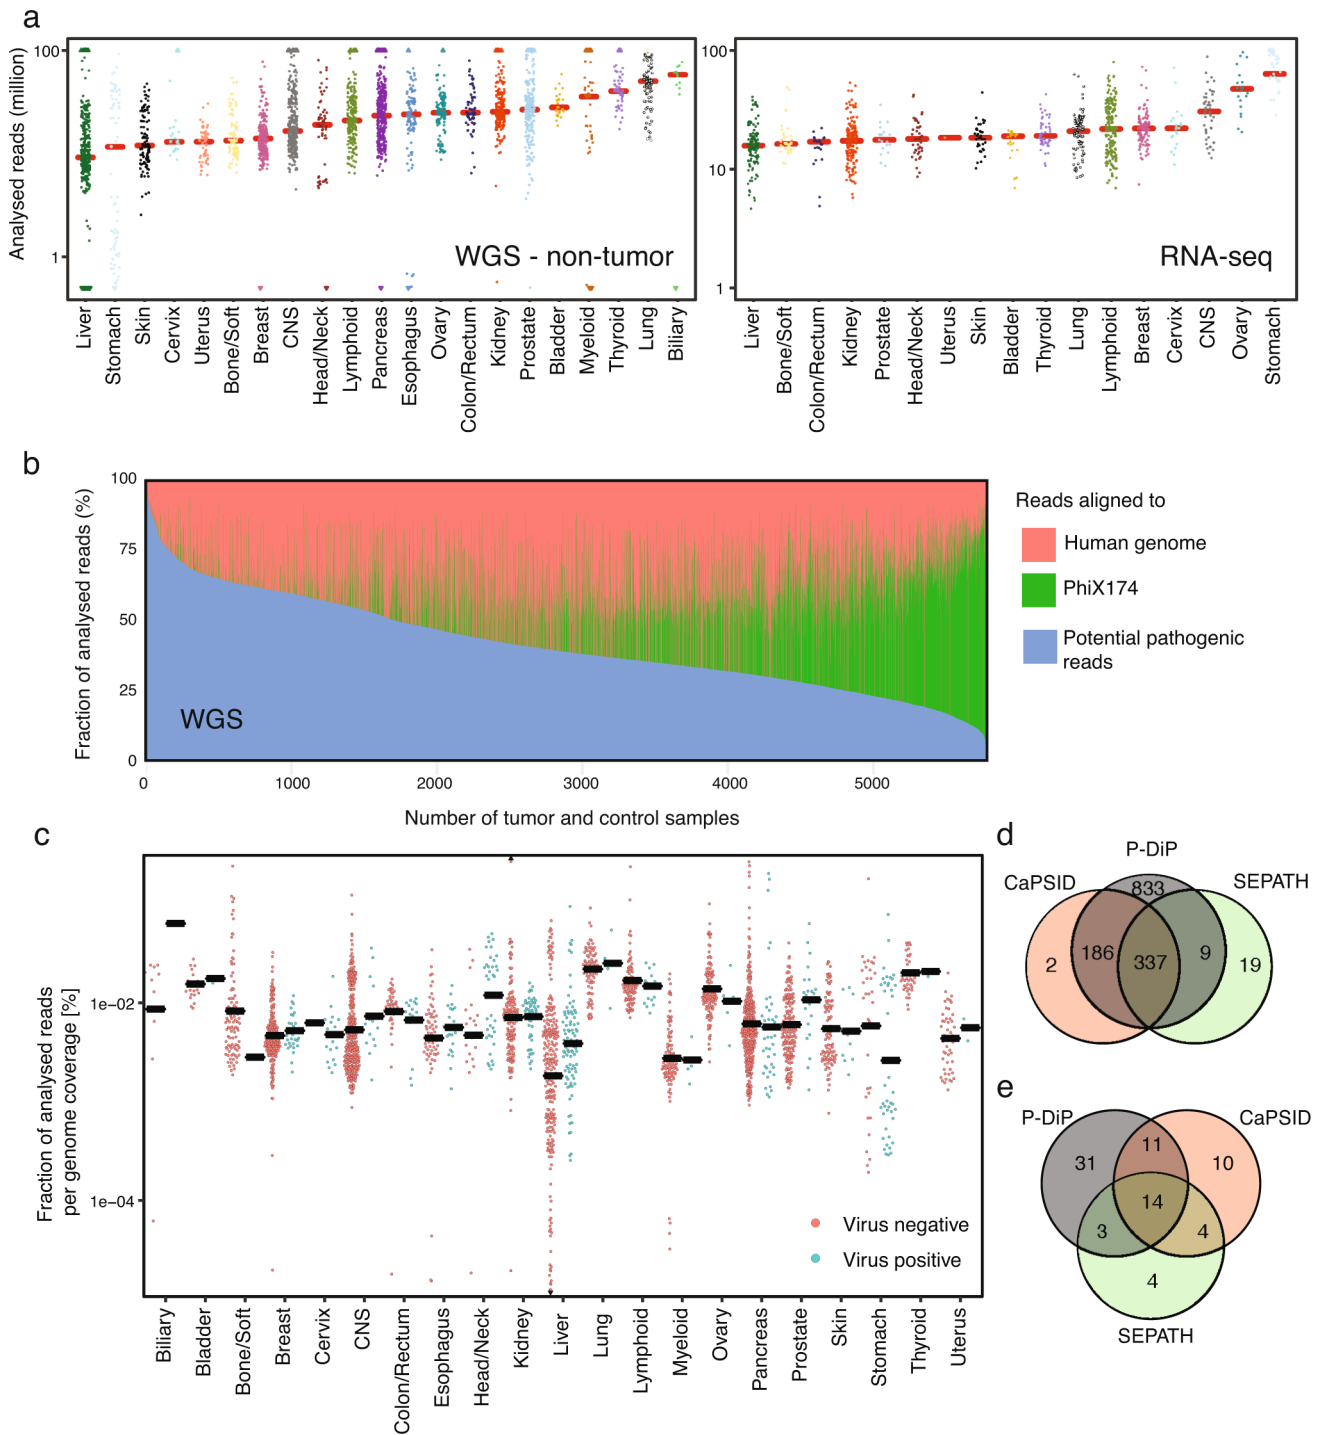 a
Analysed reads (million)
100
1
WGS - non-tumor
Liver
Stomach
Skin
Cervix
Uterus
Bone/Soft
Breast
CNS
Head/Neck
Lymphoid
Pancreas
Esophagus
Ovary
Colon/Rectum
Kidney
Prostate
Bladder
Myeloid
Thyroid
Lung
Biliary
100
10
1
RNA-seq
Liver
Bone/Soft
Colon/Rectum
Kidney
Prostate
Head/Neck
Uterus
Skin
Bladder
Thyroid
Lung
Lymphoid
Breast
Cervix
CNS
Ovary
Stomach
b
Fraction of analysed reads (%)
100
75
50
25
0
WGS
0
1000
2000
3000
4000
5000
Number of tumor and control samples
Reads aligned to
Human genome
PhiX174
Potential pathogenic
reads
c
Fraction of analysed reads
per genome coverage [%]
1e−02
1e−04
Virus negative
Virus positive
Biliary
Bladder
Bone/Soft
Breast
Cervix
CNS
Colon/Rectum
Esophagus
Head/Neck
Kidney
Liver
Lung
Lymphoid
Myeloid
Ovary
Pancreas
Prostate
Skin
Stomach
Thyroid
Uterus
d
P-DiP
CaPSID
SEPATH
833
186
337
9
2
19
e
P-DiP
CaPSID
31
11
10
14
3
4
4
SEPATH